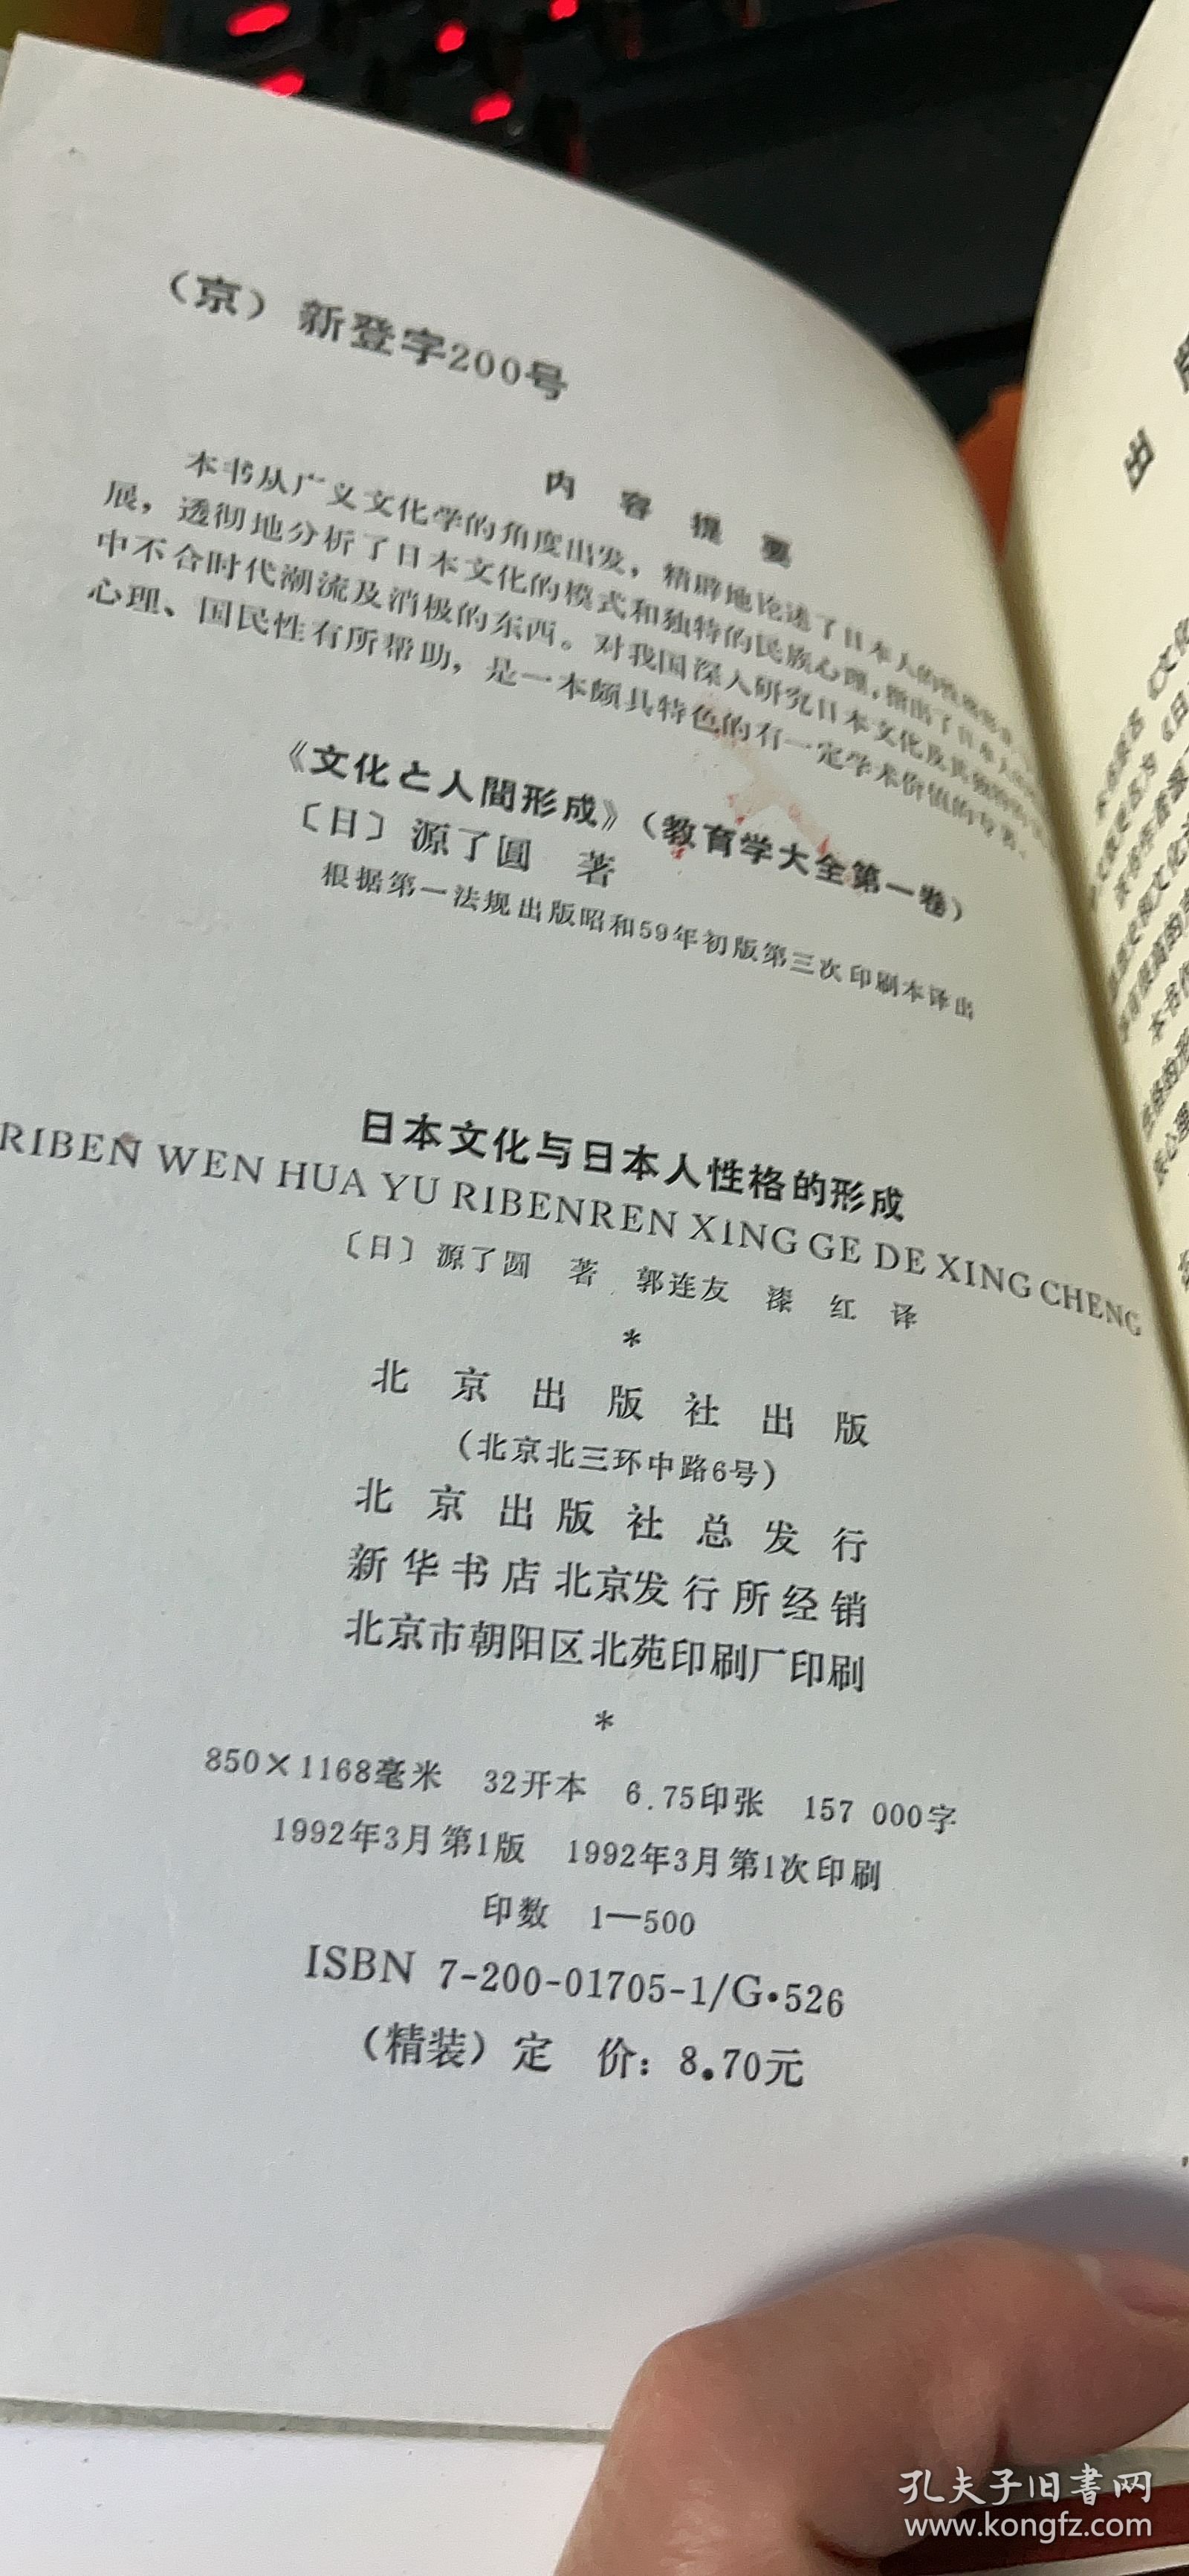 （京）新登字200号
内容提要
本书从广义文化学的角度出发，精辟地论述了日本人的性格
展，透彻地分析了日本文化的模式和独特的民族心理，指出了日本人
中不合时代潮流及消极的东西。对我国深入研究日本文化及其独特的
心理、国民性有所帮助，是一本颇具特色的有一定学术价值的专著。
《文化と人間形成》（教育学大全第一卷）
〔日〕源了圓 著
根据第一法规出版昭和59年初版第三次印刷本译出
日本文化与日本人性格的形成
RIBEN WEN HUA YU RIBENREN XING GE DE XING CHENG
〔日〕源了圆 著 郭连友 漆 红 译
*
北京出版社出版
（北京北三环中路6号）
北京出版社总发行
新华书店北京发行所经销
北京市朝阳区北苑印刷厂印刷
*
850×1168毫米 32开本 6.75印张 157 000字
1992年3月第1版 1992年3月第1次印刷
印数 1—500
ISBN 7-200-01705-1/G·526
（精装）定 价：8.70元
出
孔夫子旧书网
www.kongfz.com